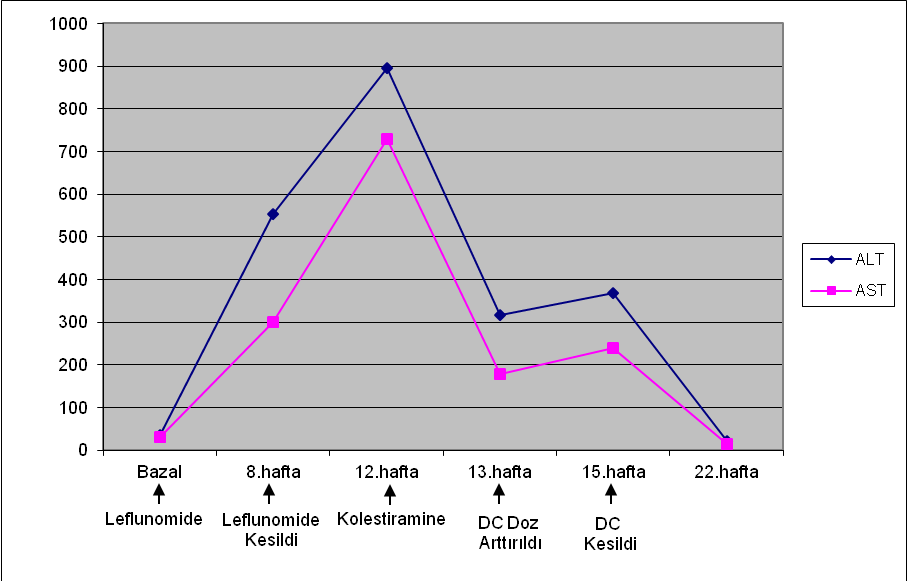 1000
900
800
700
600
500
400
300
200
100
0
ALT
AST
Bazal 8.hafta 12.hafta 13.hafta 15.hafta 22.hafta
Leflunomide
Leflunomide
Kesildi
Kolestiramine
DC Doz
Arttırıldı
DC
Kesildi